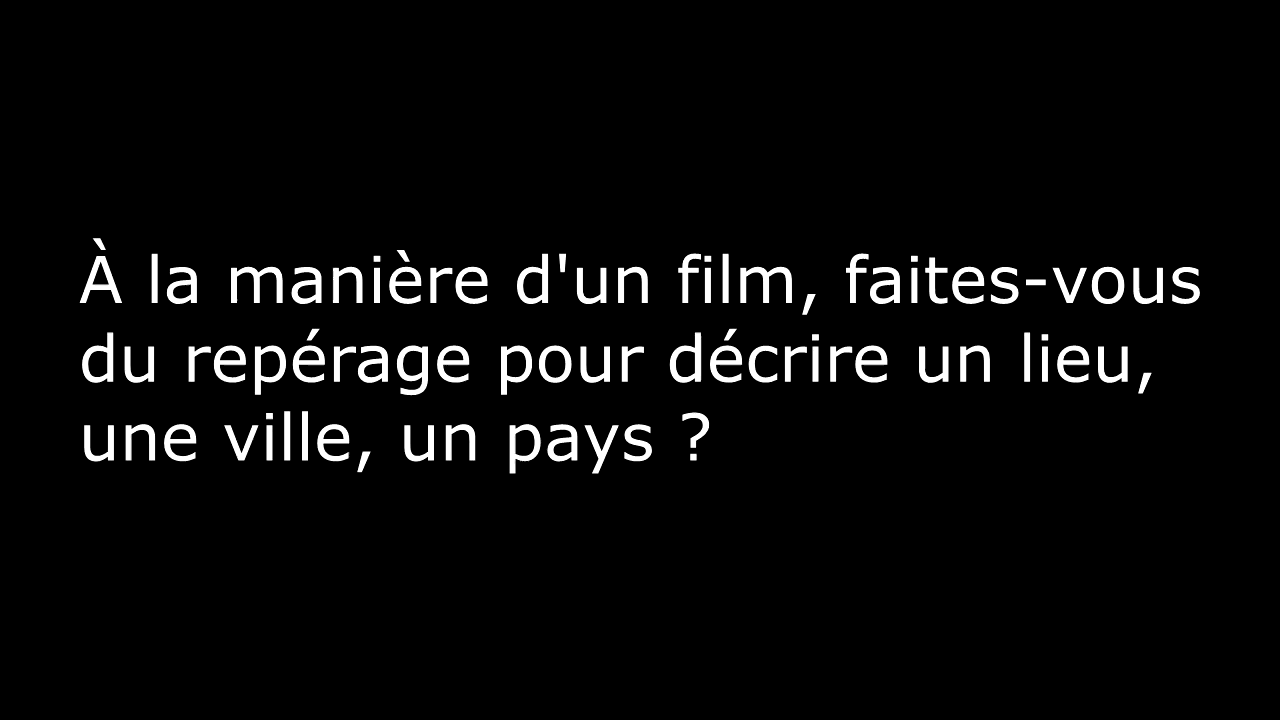 À la manière d'un film, faites-vous
du repérage pour décrire un lieu,
une ville, un pays ?